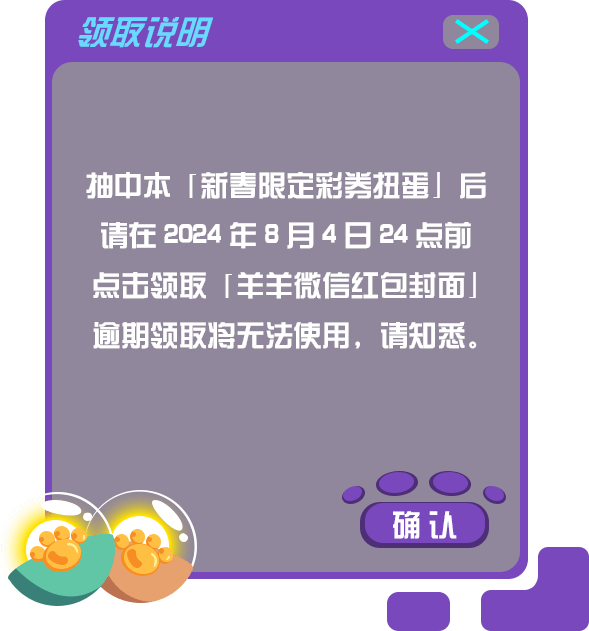 领取说明
抽中本「新春限定彩券扭蛋」后
请在 2024 年 8 月 4 日 24 点前
点击领取「羊羊微信红包封面」
逾期领取将无法使用，请知悉。
确认